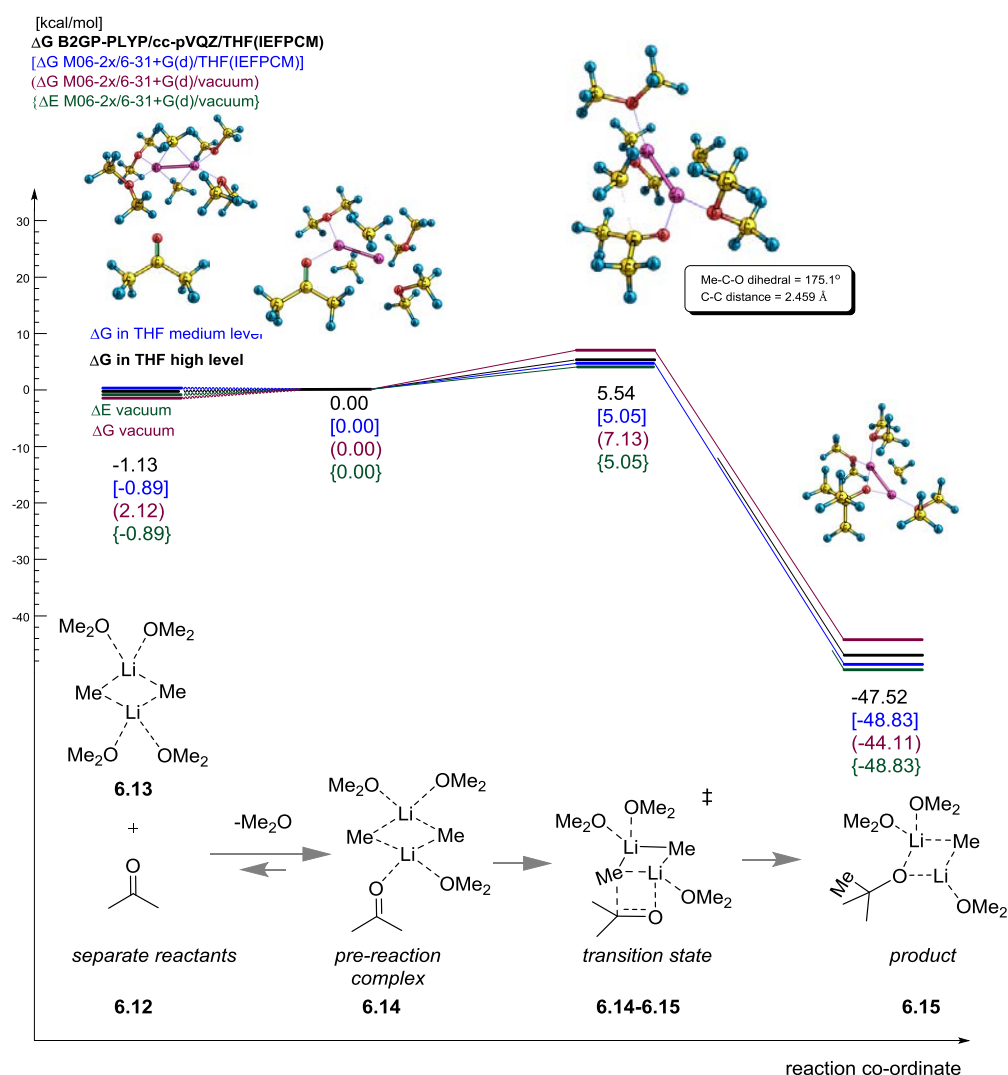 [kcal/mol]
ΔG B2GP-PLYP/cc-pVQZ/THF(IEFPCM)
[ΔG M06-2x/6-31+G(d)/THF(IEFPCM)]
(ΔG M06-2x/6-31+G(d)/vacuum)
{ΔE M06-2x/6-31+G(d)/vacuum}
30
20
10
0
-10
-20
-30
-40
Me-C-O dihedral = 175.1°
C-C distance = 2.459 Å
ΔG in THF medium level
ΔG in THF high level
ΔE vacuum
ΔG vacuum
-1.13
[-0.89]
(2.12)
{-0.89}
0.00
[0.00]
(0.00)
{0.00}
5.54
[5.05]
(7.13)
{5.05}
-47.52
[-48.83]
(-44.11)
{-48.83}
Me2O
OMe2
Li
Me
Me
Li
Me2O
OMe2
6.13
+
O
-Me2O
Me2O
OMe2
Li
Me
Me
Li
O
OMe2
‡
OMe2
Me2O
Li
Me
Me
Li
OMe2
O
OMe2
Me2O
Li
Me
O
Li
Me
OMe2
separate reactants
pre-reaction
complex
transition state
product
6.12
6.14
6.14-6.15
6.15
reaction co-ordinate